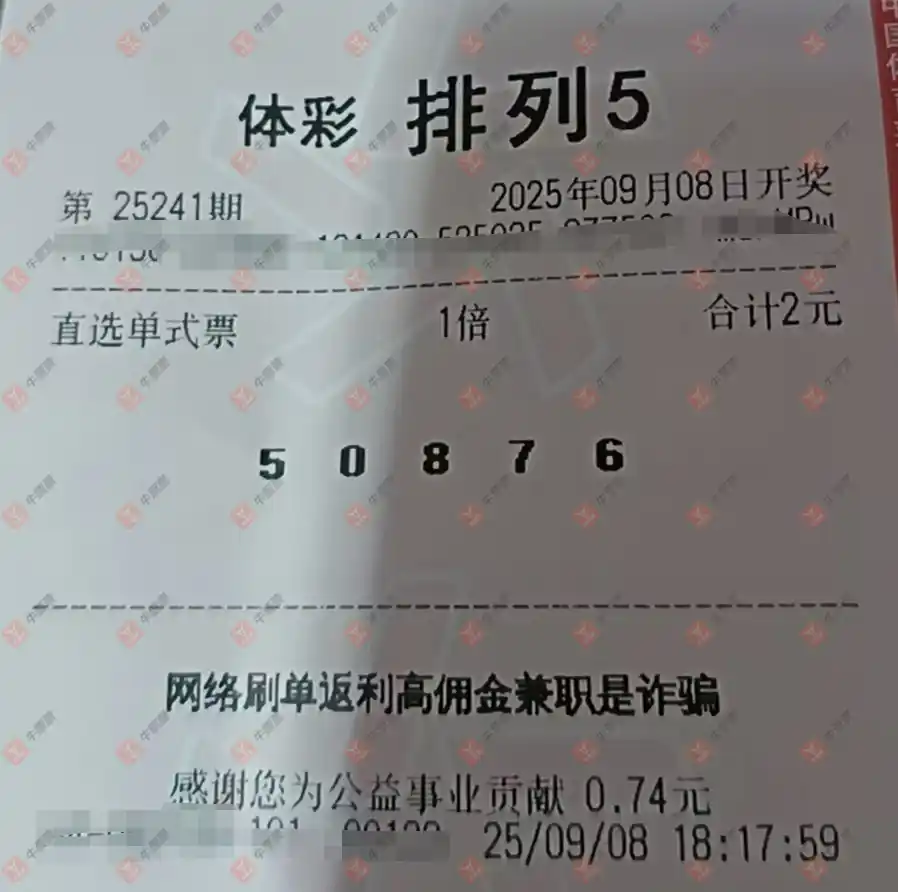 体彩 排列5
第 25241期 2025年09月08日开奖
直选单式票 1倍 合计2元
5 0 8 7 6
网络刷单返利高佣金兼职是诈骗
感谢您为公益事业贡献 0.74元
25/09/08 18:17:59